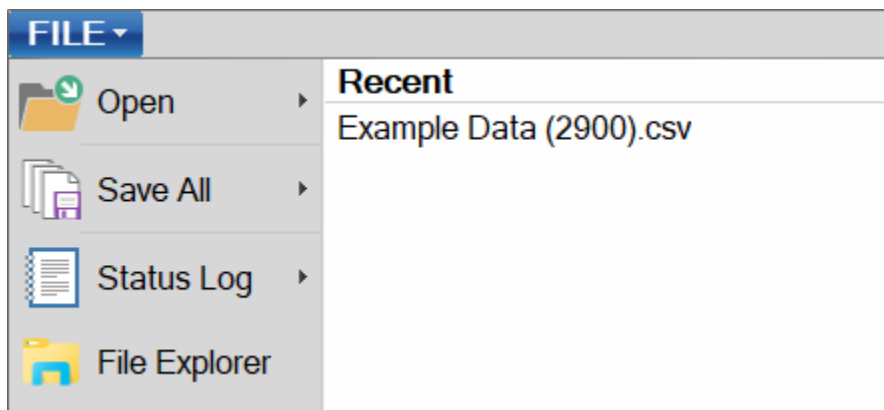 FILE
Open
Save All
Status Log
File Explorer
Recent
Example Data (2900).csv